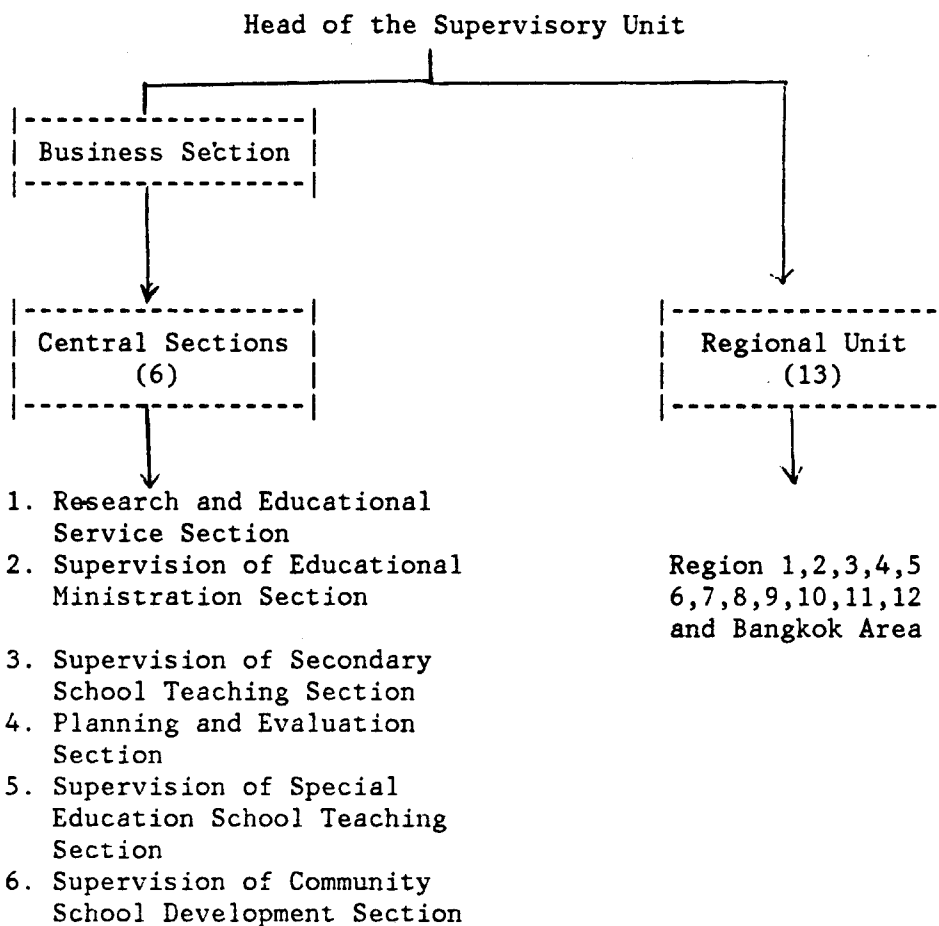 Head of the Supervisory Unit
Business Section
Central Sections
(6)
Regional Unit
(13)
1. Research and Educational
Service Section
2. Supervision of Educational
Ministration Section
3. Supervision of Secondary
School Teaching Section
4. Planning and Evaluation
Section
5. Supervision of Special
Education School Teaching
Section
6. Supervision of Community
School Development Section
Region 1,2,3,4,5
6,7,8,9,10,11,12
and Bangkok Area